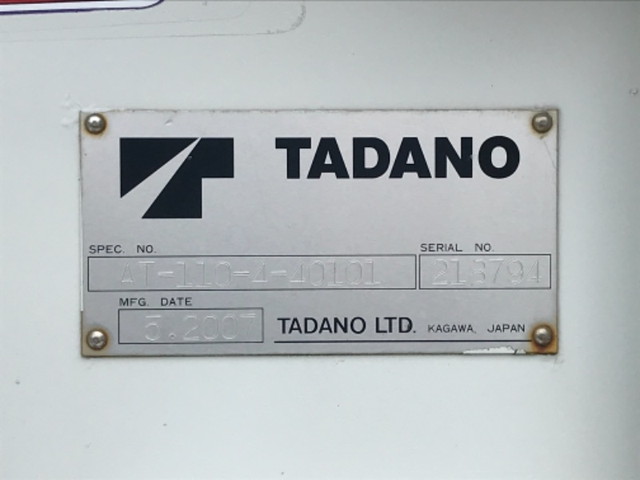 TADANO
SPEC. NO.
SERIAL NO.
AT-110-4-40101
213794
MFG. DATE
5.2007
TADANO LTD. KAGAWA, JAPAN